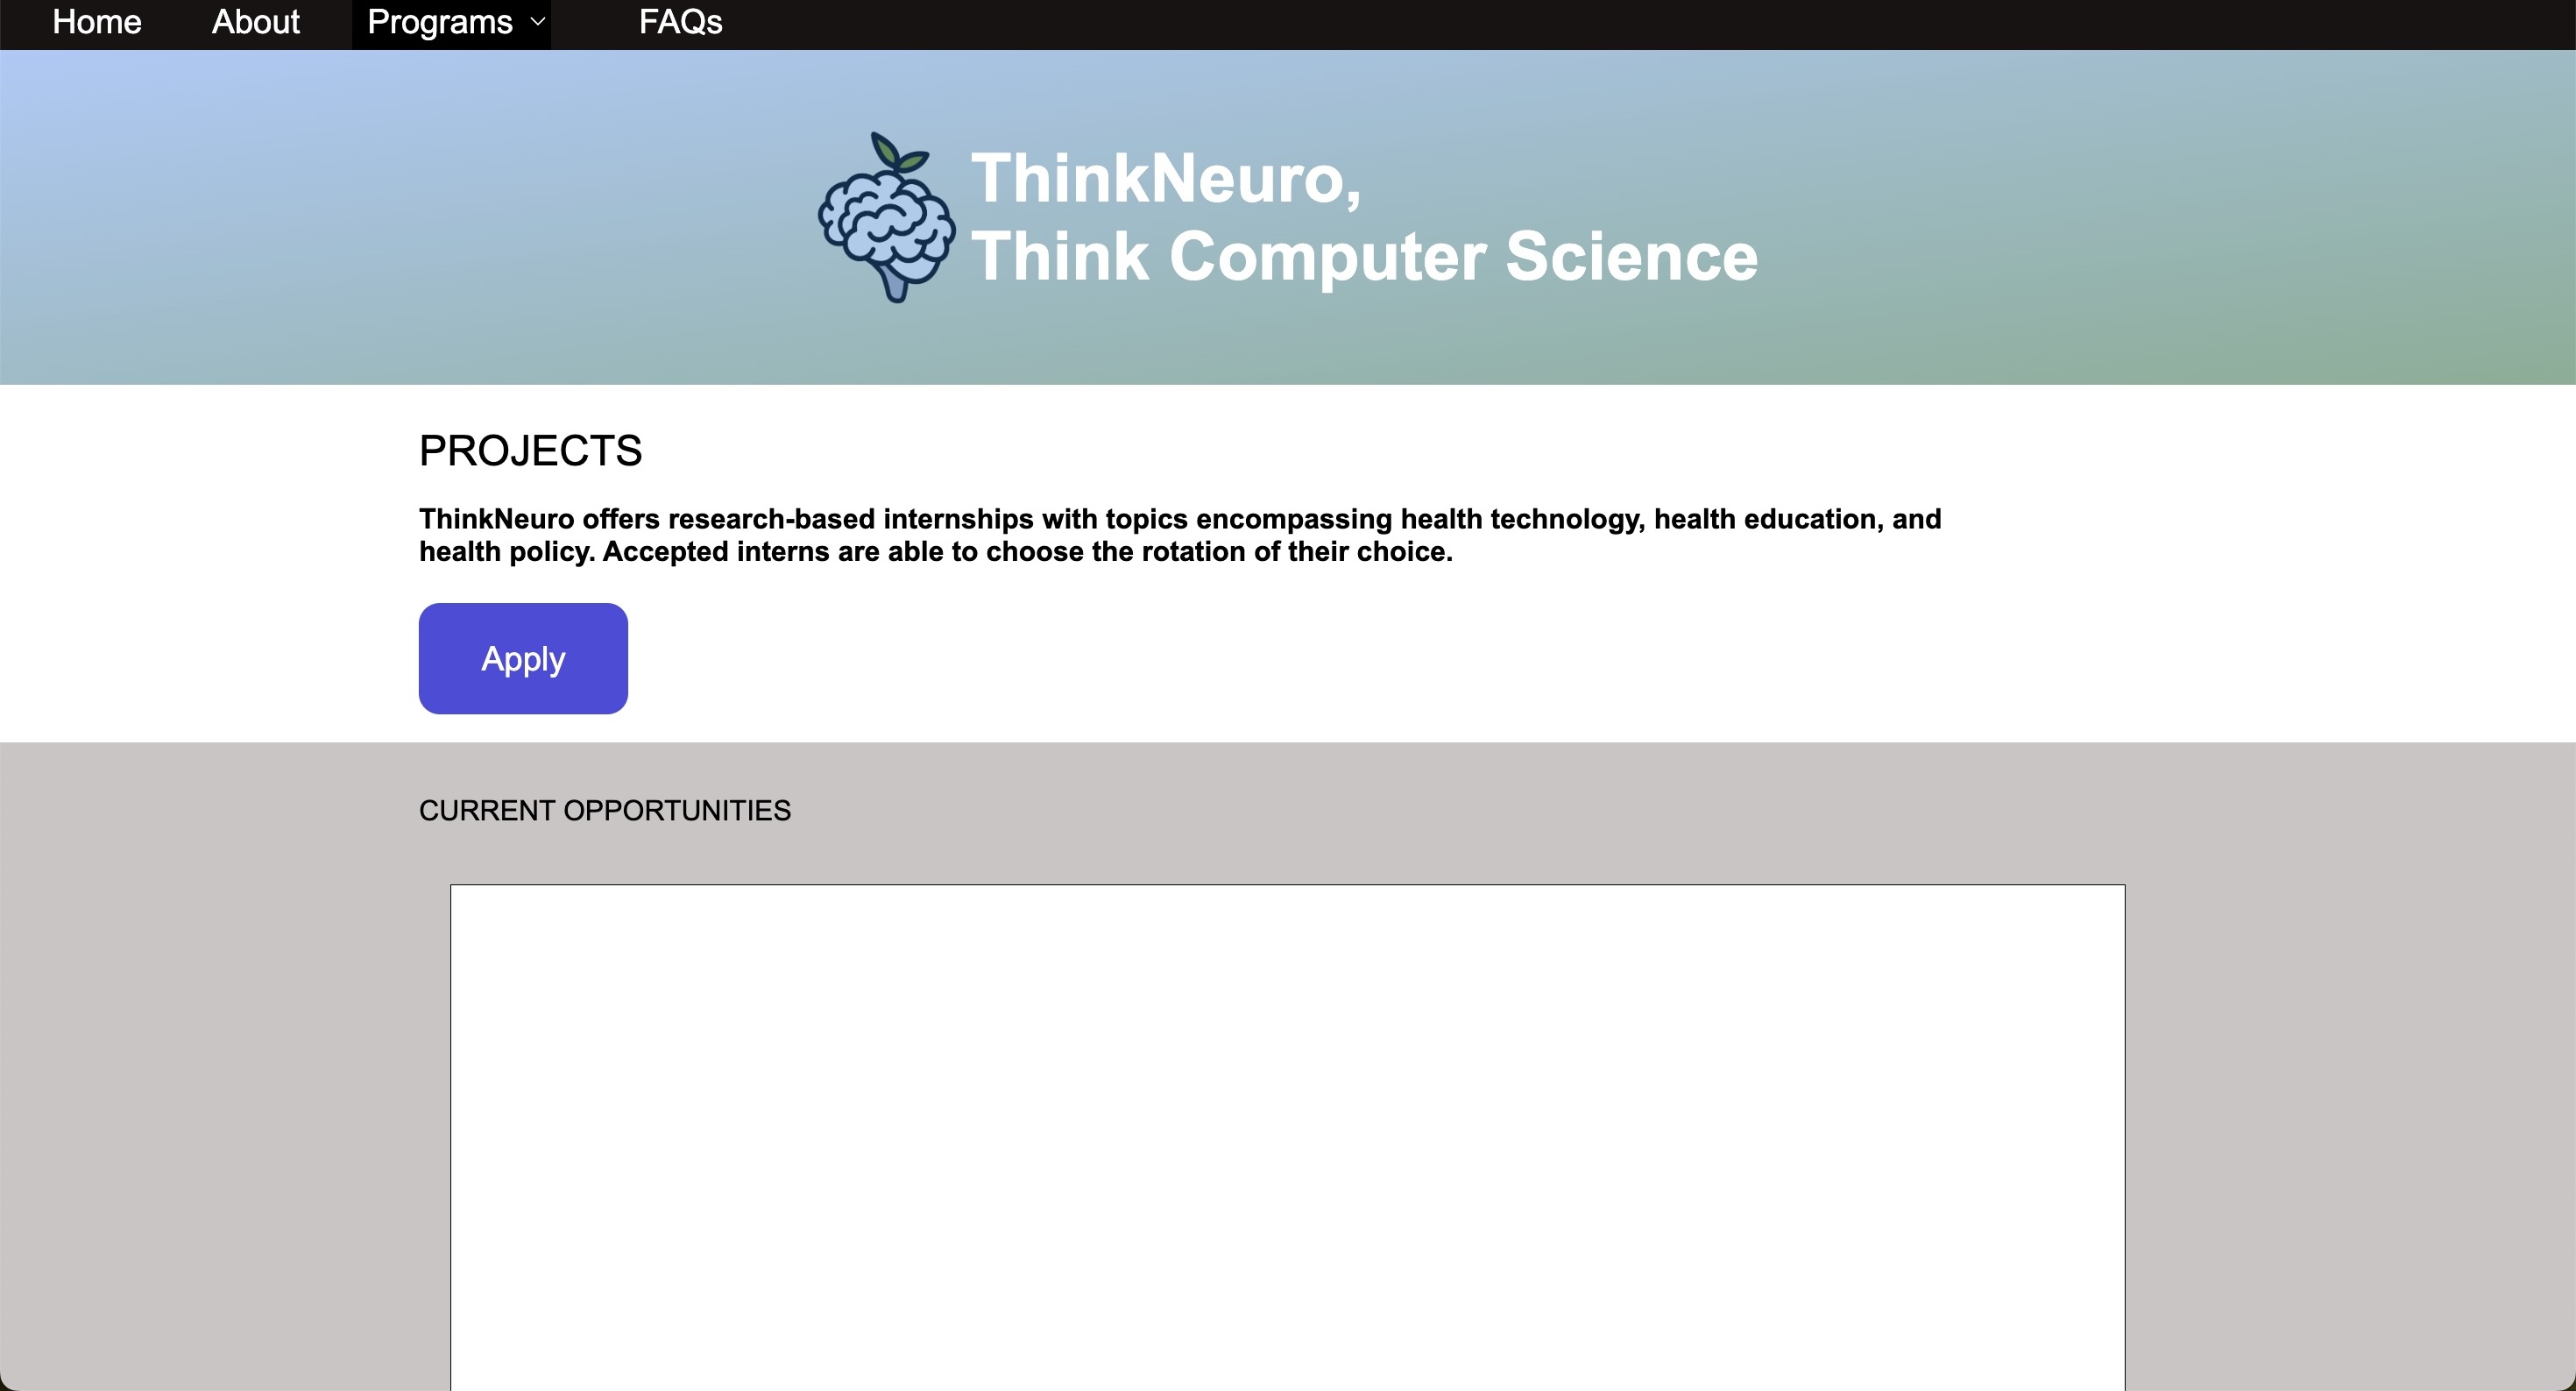 Home About Programs FAQs
ThinkNeuro,
Think Computer Science
PROJECTS
ThinkNeuro offers research-based internships with topics encompassing health technology, health education, and
health policy. Accepted interns are able to choose the rotation of their choice.
Apply
CURRENT OPPORTUNITIES